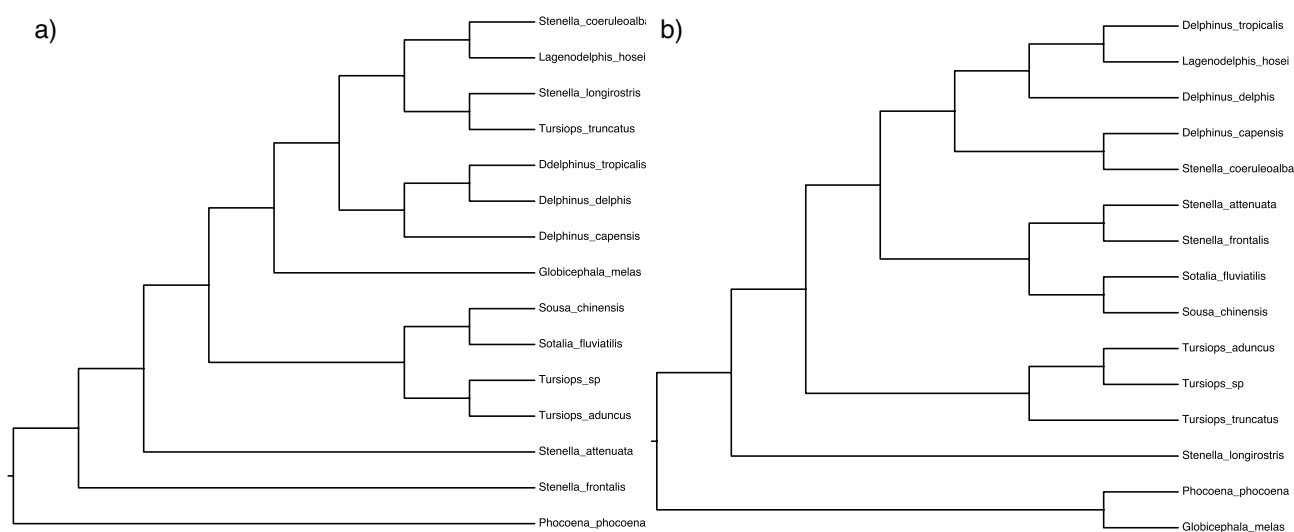 a)
Stenella_coeruleoalba
Lagenodelphis_hosei
Stenella_longirostris
Tursiops_truncatus
Ddelphinus_tropicalis
Delphinus_delphis
Delphinus_capensis
Globicephala_melas
Sousa_chinensis
Sotalia_fluviatilis
Tursiops_sp
Tursiops_aduncus
Stenella_attenuata
Stenella_frontalis
Phocoena_phocoena
b)
Delphinus_tropicalis
Lagenodelphis_hosei
Delphinus_delphis
Delphinus_capensis
Stenella_coeruleoalba
Stenella_attenuata
Stenella_frontalis
Sotalia_fluviatilis
Sousa_chinensis
Tursiops_aduncus
Tursiops_sp
Tursiops_truncatus
Stenella_longirostris
Phocoena_phocoena
Globicephala_melas